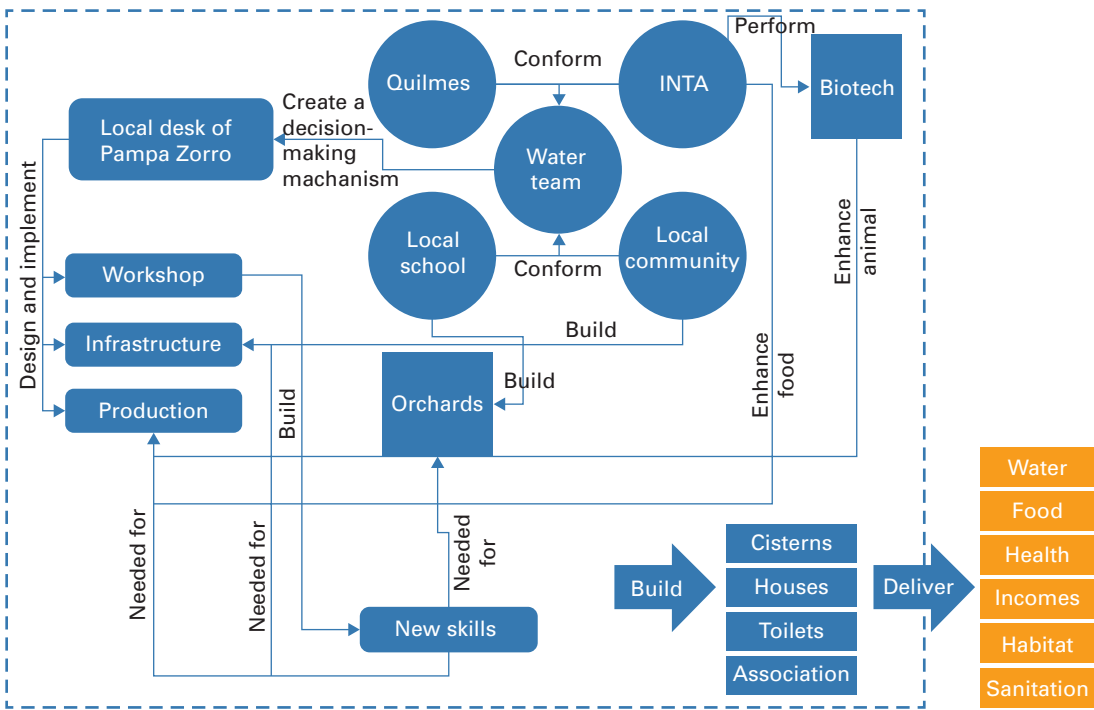 Perform
Conform
Quilmes
INTA
Biotech
Create a
decision-
making
machanism
Local desk of
Pampa Zorro
Water
team
Design and implement
Local
school
Local
community
Conform
Enhance
animal
Workshop
Infrastructure
Build
Production
Build
Orchards
Build
Enhance
food
Needed for
Needed for
Needed
for
New skills
Build
Cisterns
Houses
Toilets
Association
Deliver
Water
Food
Health
Incomes
Habitat
Sanitation